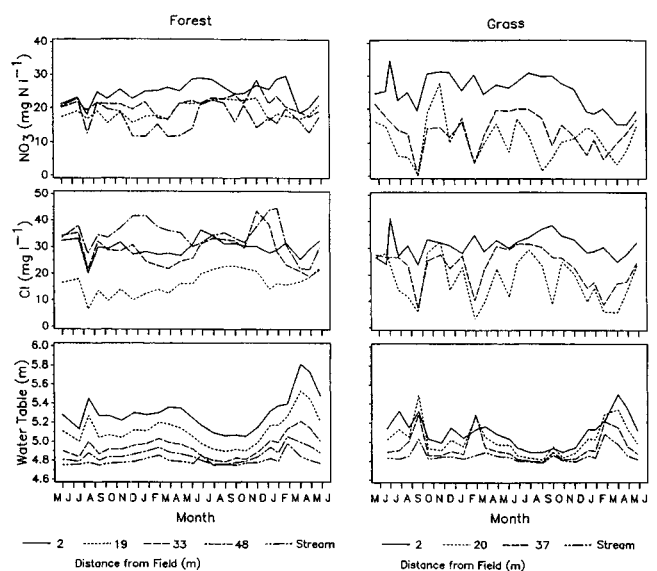 Forest
Grass
NO3 (mg N l−1)
40
30
20
10
0
M J J A S O N D J F M A M J J A S O N D J F M A M J
M J J A S O N D J F M A M J J A S O N D J F M A M J
Cl (mg l−1)
50
40
30
20
10
0
M J J A S O N D J F M A M J J A S O N D J F M A M J
M J J A S O N D J F M A M J J A S O N D J F M A M J
Water Table (m)
6.0
5.8
5.4
5.2
5.0
4.8
4.6
M J J A S O N D J F M A M J J A S O N D J F M A M J
M J J A S O N D J F M A M J J A S O N D J F M A M J
Month
Month
2 19 33 48 Stream
2 20 37 Stream
Distance from Field (m)
Distance from Field (m)